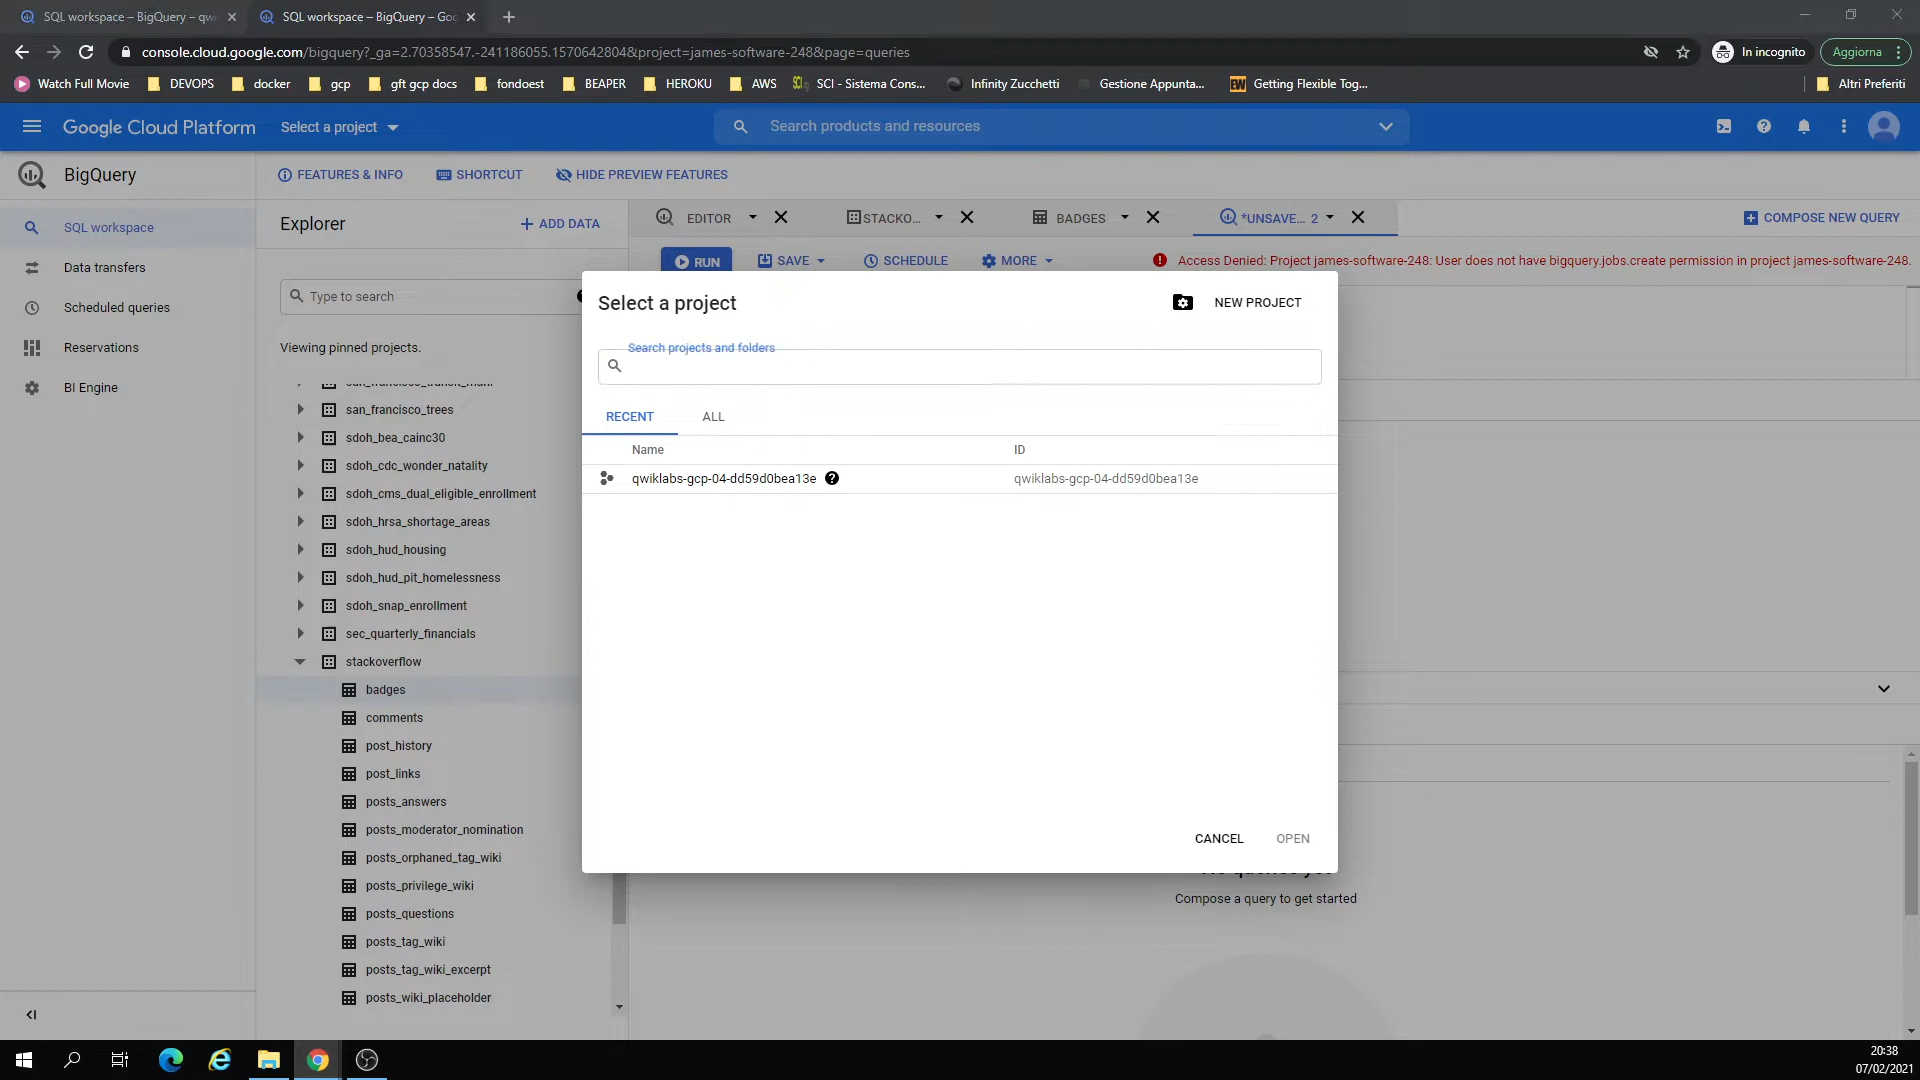 SQL workspace – BigQuery – qw
SQL workspace – BigQuery – Goo
console.cloud.google.com/bigquery?_ga=2.70358547.-241186055.1570642804&project=james-software-248&page=queries
In incognito
Aggiorna
Watch Full Movie
DEVOPS
docker
gcp
gft gcp docs
fondoest
BEAPER
HEROKU
AWS
SCI - Sistema Cons...
Infinity Zucchetti
Gestione Appunta...
Getting Flexible Tog...
Altri Preferiti
Google Cloud Platform
Select a project
Search products and resources
BigQuery
FEATURES & INFO
SHORTCUT
HIDE PREVIEW FEATURES
SQL workspace
Data transfers
Scheduled queries
Reservations
BI Engine
Explorer
ADD DATA
Type to search
Viewing pinned projects.
san_francisco_trees
sdoh_bea_cainc30
sdoh_cdc_wonder_natality
sdoh_cms_dual_eligible_enrollment
sdoh_hrsa_shortage_areas
sdoh_hud_housing
sdoh_hud_pit_homelessness
sdoh_snap_enrollment
sec_quarterly_financials
stackoverflow
badges
comments
post_history
post_links
posts_answers
posts_moderator_nomination
posts_orphaned_tag_wiki
posts_privilege_wiki
posts_questions
posts_tag_wiki
posts_tag_wiki_excerpt
posts_wiki_placeholder
EDITOR
STACKO...
BADGES
*UNSAVE... 2
COMPOSE NEW QUERY
RUN
SAVE
SCHEDULE
MORE
Access Denied: Project james-software-248: User does not have bigquery.jobs.create permission in project james-software-248.
Select a project
NEW PROJECT
Search projects and folders
RECENT
ALL
Name
ID
qwiklabs-gcp-04-dd59d0bea13e
qwiklabs-gcp-04-dd59d0bea13e
CANCEL
OPEN
Compose a query to get started
20:38
07/02/2021